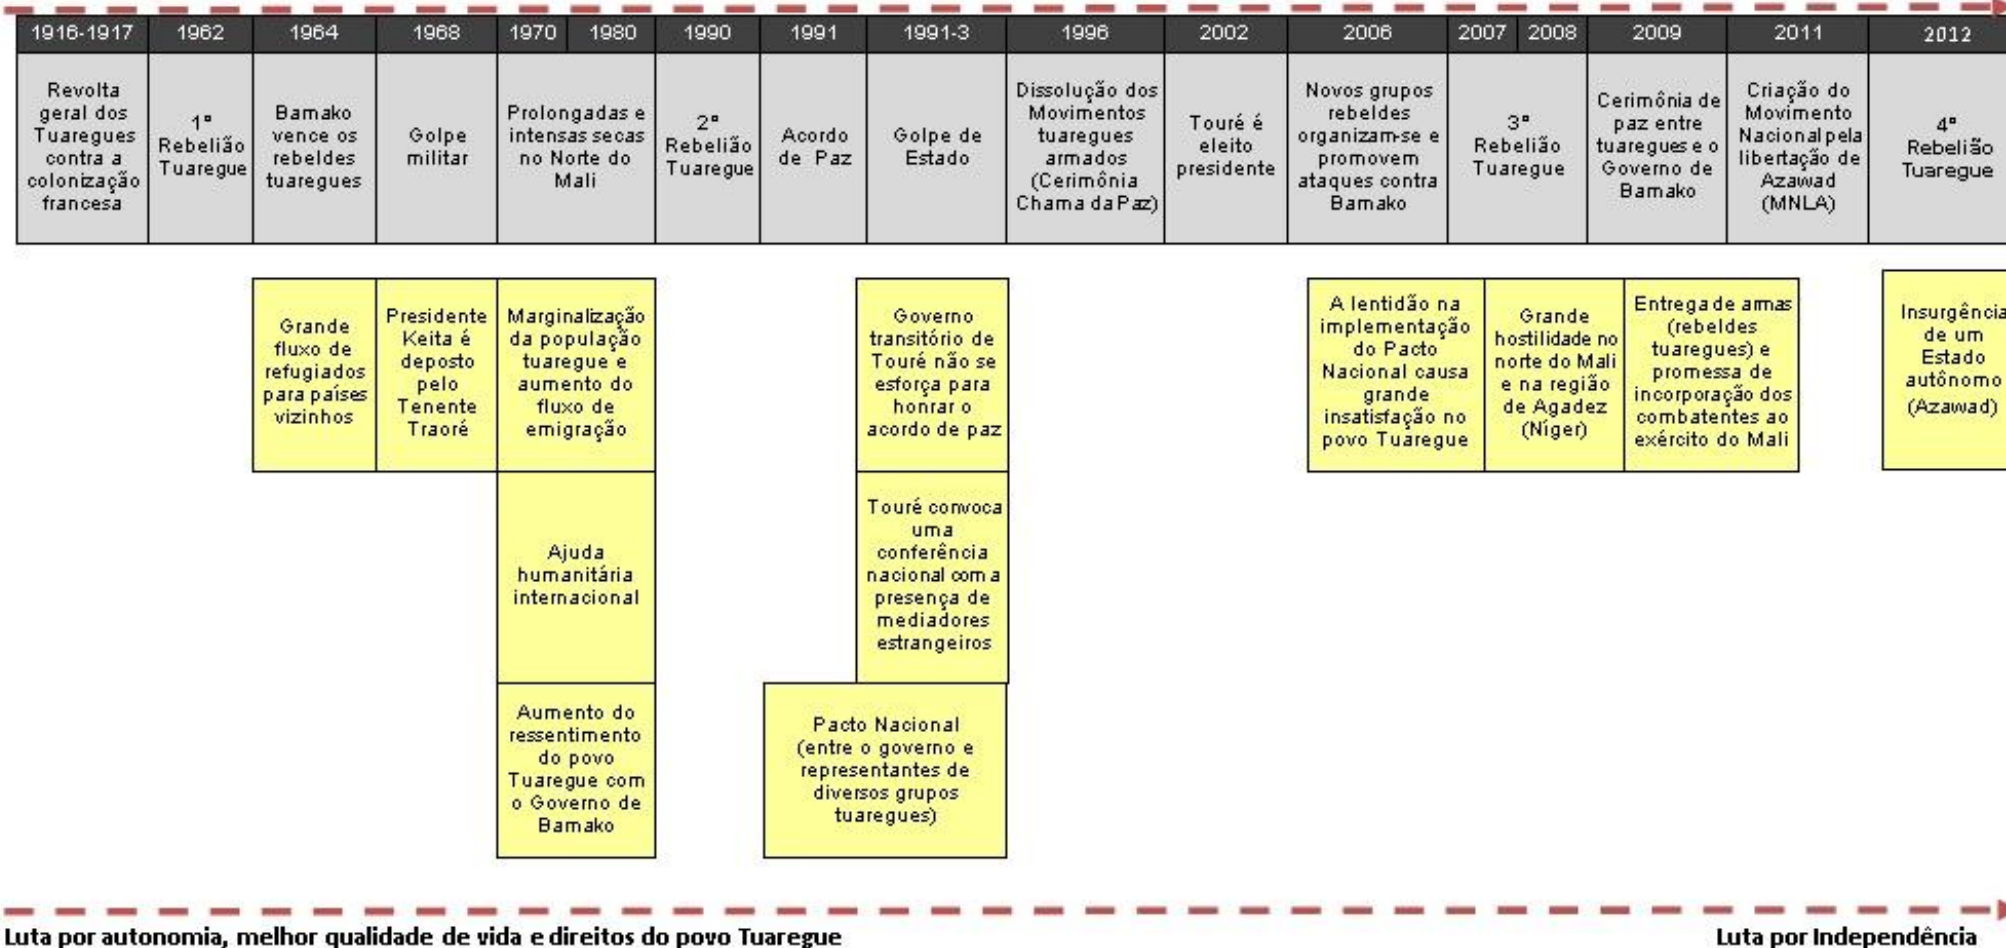 1916-1917
1962
1964
1968
1970
1980
1990
1991
1991-3
1996
2002
2006
2007
2008
2009
2011
2012
Revolta
geral dos
Tuaregues
contra a
colonização
francesa
1ª
Rebelião
Tuaregue
Bamako
vence os
rebeldes
tuaregues
Golpe
militar
Prolongadas e
intensas secas
no Norte do
Mali
2ª
Rebelião
Tuaregue
Acordo
de Paz
Golpe de
Estado
Dissolução dos
Movimentos
tuaregues
armados
(Cerimônia
Chama da Paz)
Touré é
eleito
presidente
Novos grupos
rebeldes
organizam-se e
promovem
ataques contra
Bamako
3ª
Rebelião
Tuaregue
Cerimônia de
paz entre
tuaregues e o
Governo de
Bamako
Criação do
Movimento
Nacional pela
libertação de
Azawad
(MNLA)
4ª
Rebelião
Tuaregue
Grande
fluxo de
refugiados
para países
vizinhos
Presidente
Keita é
deposto
pelo
Tenente
Traoré
Marginalização
da população
tuaregue e
aumento do
fluxo de
emigração
Governo
transitório de
Touré não se
esforça para
honrar o
acordo de paz
A lentidão na
implementação
do Pacto
Nacional causa
grande
insatisfação no
povo Tuaregue
Grande
hostilidade no
norte do Mali
e na região
de Agadez
(Níger)
Entrega de armas
(rebeldes
tuaregues) e
promessa de
incorporação dos
combatentes ao
exército do Mali
Insurgência
de um
Estado
autônomo
(Azawad)
Ajuda
humanitária
internacional
Touré convoca
uma
conferência
nacional com a
presença de
mediadores
estrangeiros
Aumento do
ressentimento
do povo
Tuaregue com
o Governo de
Bamako
Pacto Nacional
(entre o governo e
representantes de
diversos grupos
tuaregues)
Luta por autonomia, melhor qualidade de vida e direitos do povo Tuaregue
Luta por Independência